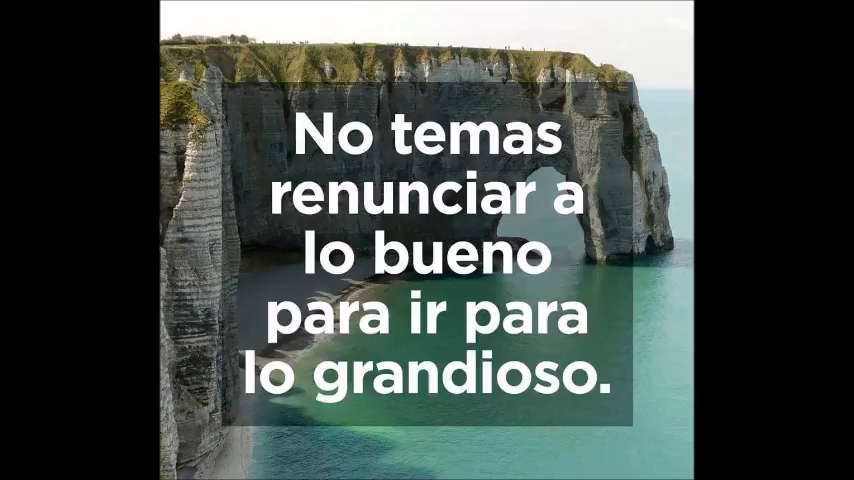 No temas
renunciar a
lo bueno
para ir para
lo grandioso.